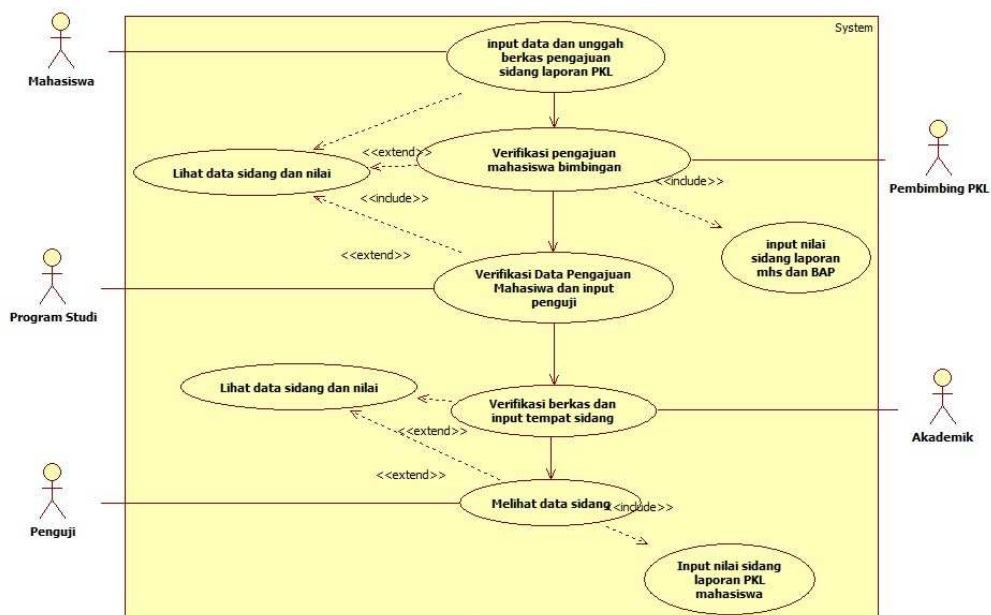 System
input data dan unggah
berkas pengajuan
sidang laporan PKL
Mahasiswa
<<extend>>
Verifikasi pengajuan
mahasiswa bimbingan
Lihat data sidang dan nilai
<<include>>
Pembimbing PKL
<<include>>
input nilai
sidang laporan
mhs dan BAP
<<extend>>
Verifikasi Data Pengajuan
Mahasiwa dan input
penguji
Program Studi
Lihat data sidang dan nilai
Verifikasi berkas dan
input tempat sidang
<<extend>>
Akademik
<<extend>>
Melihat data sidang
<<include>>
Penguji
Input nilai sidang
laporan PKL
mahasiswa